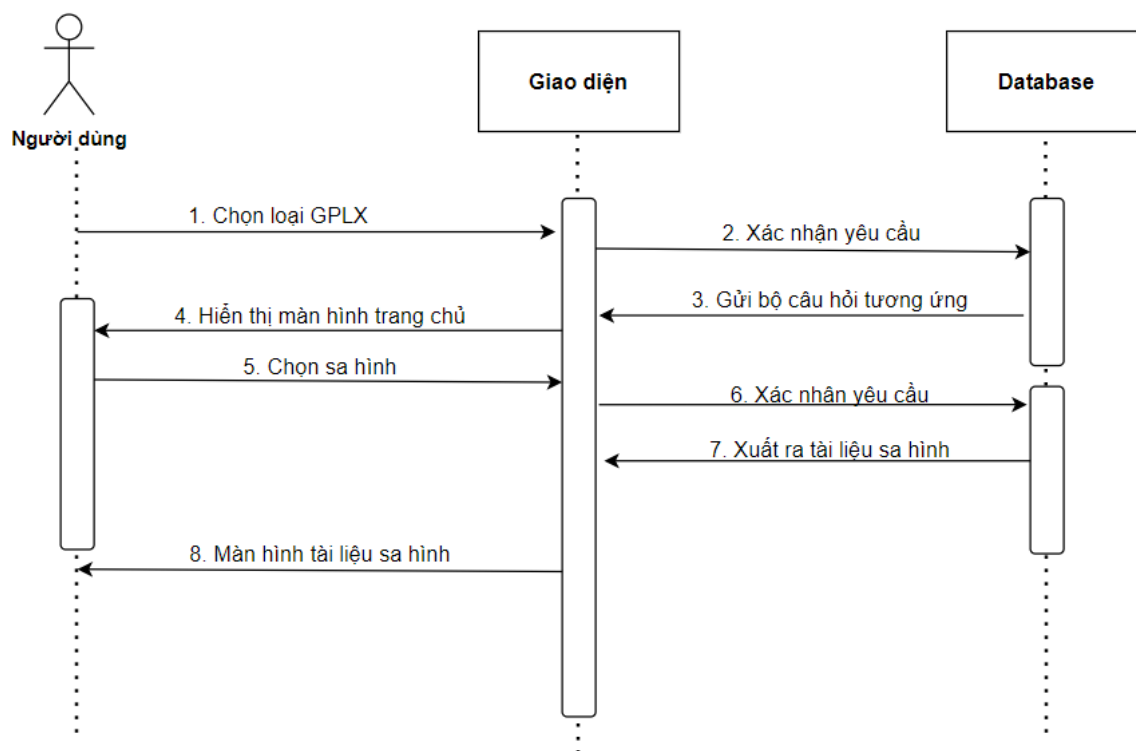 Người dùng
Giao diện
Database
1. Chọn loại GPLX
2. Xác nhận yêu cầu
3. Gửi bộ câu hỏi tương ứng
4. Hiển thị màn hình trang chủ
5. Chọn sa hình
6. Xác nhân yêu cầu
7. Xuất ra tài liệu sa hình
8. Màn hình tài liệu sa hình